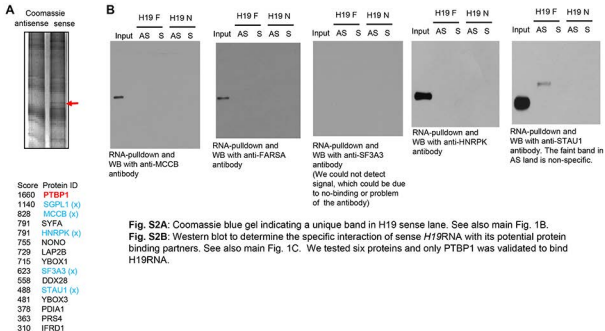 A
Coomassie
antisense sense
Score Protein ID
1660 PTBP1
1140 SGPL1 (x)
828 MCCB (x)
791 SYFA
791 HNRPK (x)
755 NONO
729 LAP2B
715 YBOX1
623 SF3A3 (x)
558 DDX28
488 STAU1 (x)
481 YBOX3
378 PDIA1
363 PRS4
310 IFRD1
B
H19 F H19 N
Input AS S AS S
RNA-pulldown and
WB with anti-MCCB
antibody
H19 F H19 N
Input AS S AS S
RNA-pulldown and
WB with anti-FARSA
antibody
H19 F H19 N
Input AS S AS S
RNA-pulldown and
WB with anti-SF3A3
antibody
(We could not detect
signal, which could be due
to no-binding or problem
of the antibody)
H19 F H19 N
Input AS S AS S
RNA-pulldown and
WB with anti-HNRPK
antibody
H19 F H19 N
Input AS S AS S
RNA-pulldown and
WB with anti-STAU1
antibody. The faint band in
AS land is non-specific.
Fig. S2A: Coomassie blue gel indicating a unique band in H19 sense lane. See also main Fig. 1B.
Fig. S2B: Western blot to determine the specific interaction of sense H19RNA with its potential protein
binding partners. See also main Fig. 1C. We tested six proteins and only PTBP1 was validated to bind
H19RNA.